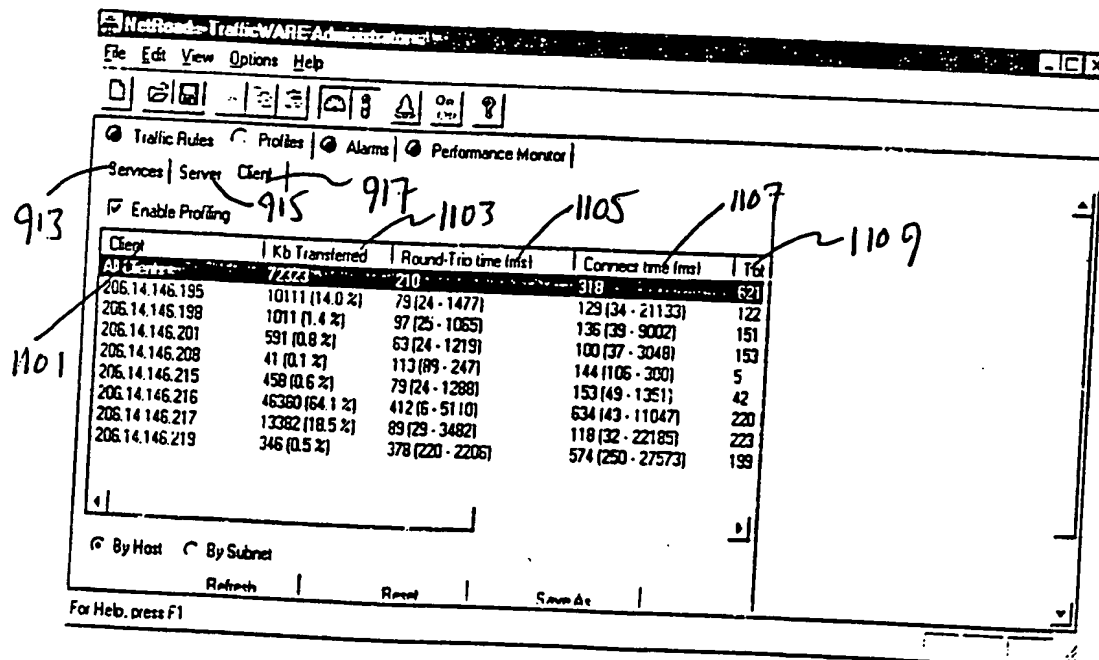 NetRoads-TrafficWARE Administrator
File Edit View Options Help
Traffic Rules Profiles Alarms Performance Monitor
Services Server Client
913 915 917 1103 1105 1107 1109
Enable Profiling
Client Kb Transferred Round-Trip time (ms) Connect time (ms)
All Clients 72323 210 318 621
206.14.146.195 10111 (14.0 %) 79 (24 - 1477) 129 (34 - 21133) 122
206.14.146.198 1011 (1.4 %) 97 (25 - 1065) 136 (39 - 9002) 151
206.14.146.201 591 (0.8 %) 63 (24 - 1219) 100 (37 - 3048) 153
206.14.146.208 41 (0.1 %) 113 (89 - 247) 144 (106 - 300) 5
206.14.146.215 458 (0.6 %) 79 (24 - 1288) 153 (49 - 1351) 42
206.14.146.216 46360 (64.1 %) 412 (6 - 5110) 634 (43 - 11047) 220
206.14.146.217 13382 (18.5 %) 89 (29 - 3482) 118 (32 - 22185) 223
206.14.146.219 346 (0.5 %) 378 (220 - 2206) 574 (250 - 27573) 199
1101
By Host By Subnet
Refresh Reset Save As
For Help, press F1